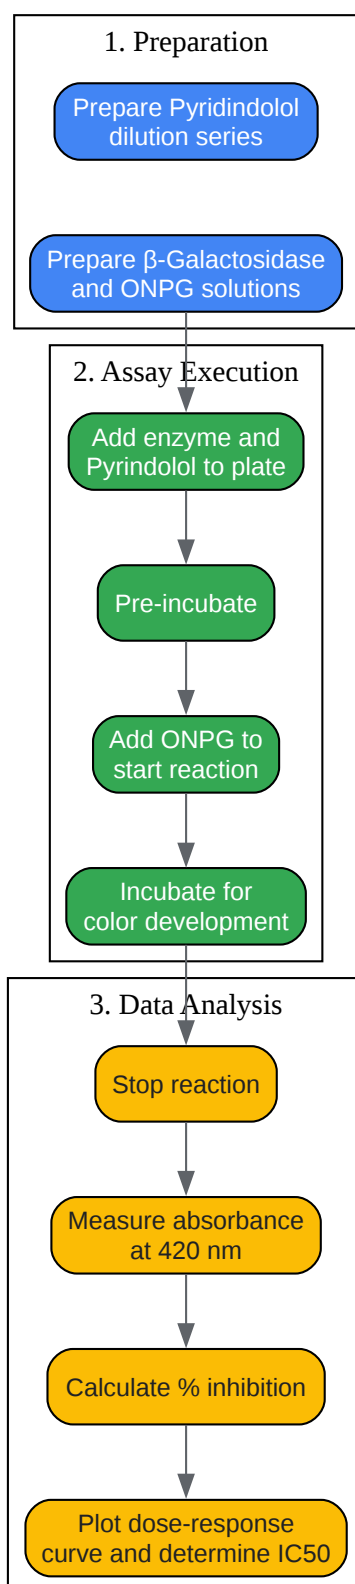 1. Preparation
Prepare Pyridindolol
dilution series
Prepare β-Galactosidase
and ONPG solutions
2. Assay Execution
Add enzyme and
Pyrindolol to plate
Pre-incubate
Add ONPG to
start reaction
Incubate for
color development
3. Data Analysis
Stop reaction
Measure absorbance
at 420 nm
Calculate % inhibition
Plot dose-response
curve and determine IC50